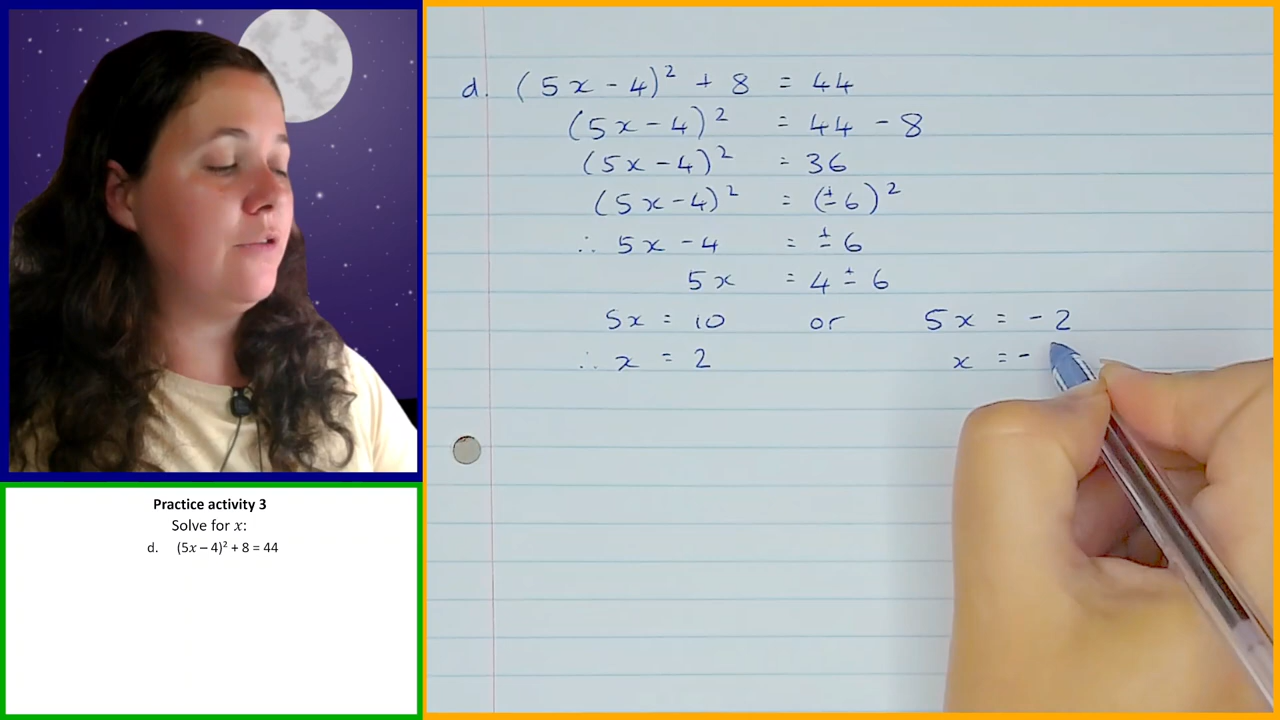 d. (5x - 4)² + 8 = 44
(5x - 4)² = 44 - 8
(5x - 4)² = 36
(5x - 4)² = (± 6)²
∴ 5x - 4 = ± 6
5x = 4 ± 6
5x = 10 or 5x = - 2
∴ x = 2 x = -
Practice activity 3
Solve for x:
d. (5x – 4)² + 8 = 44